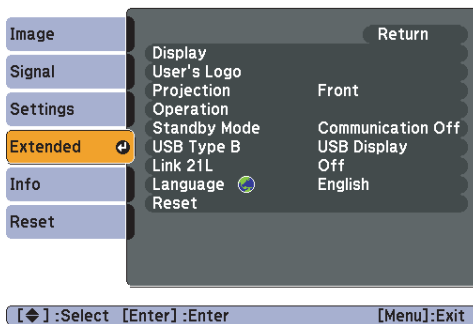 Image
Signal
Settings
Extended
Info
Reset
Return
Display
User's Logo
Projection Front
Operation
Standby Mode Communication Off
USB Type B USB Display
Link 21L Off
Language English
Reset
[◆] :Select [Enter] :Enter [Menu]:Exit